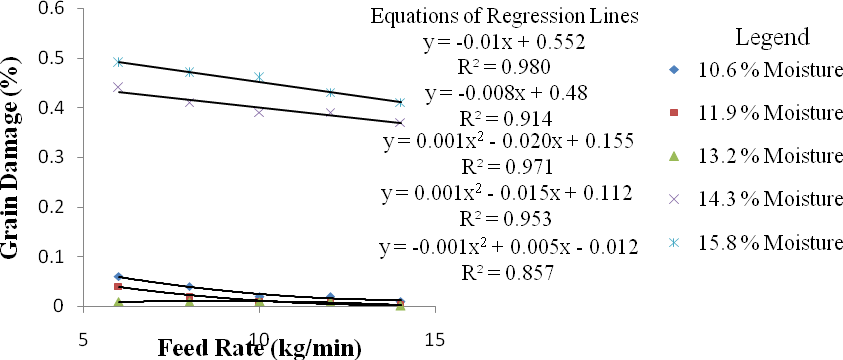 Equations of Regression Lines
y = -0.01x + 0.552
R² = 0.980
y = -0.008x + 0.48
R² = 0.914
y = 0.001x² - 0.020x + 0.155
R² = 0.971
y = 0.001x² - 0.015x + 0.112
R² = 0.953
y = -0.001x² + 0.005x - 0.012
R² = 0.857
Legend
10.6 % Moisture
11.9 % Moisture
13.2 % Moisture
14.3 % Moisture
15.8 % Moisture
Grain Damage (%)
0.6
0.5
0.4
0.3
0.2
0.1
0
5 10 15
Feed Rate (kg/min)